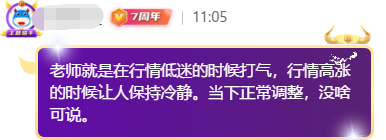 7周年 11:05
老师就是在行情低迷的时候打气，行情高涨
的时候让人保持冷静。当下正常调整，没啥
可说。